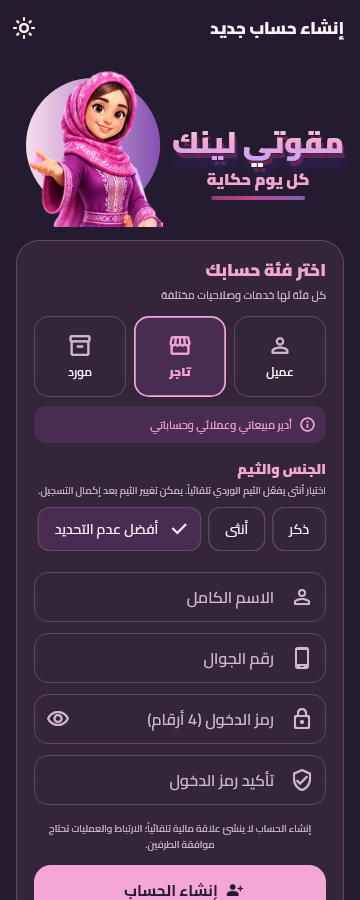 إنشاء حساب جديد
مقوتي لينك
كل يوم حكاية
اختر فئة حسابك
كل فئة لها خدمات وصلاحيات مختلفة
عميل
تاجر
مورد
أدير مبيعاتي وعملائي وحساباتي
الجنس والثيم
اختيار أنثى يفعّل الثيم الوردي تلقائياً. يمكن تغيير الثيم بعد إكمال التسجيل.
ذكر
أنثى
أفضل عدم التحديد
الاسم الكامل
رقم الجوال
رمز الدخول (4 أرقام)
تأكيد رمز الدخول
إنشاء الحساب لا ينشئ علاقة مالية تلقائياً؛ الارتباط والعمليات تحتاج
موافقة الطرفين.
إنشاء الحساب